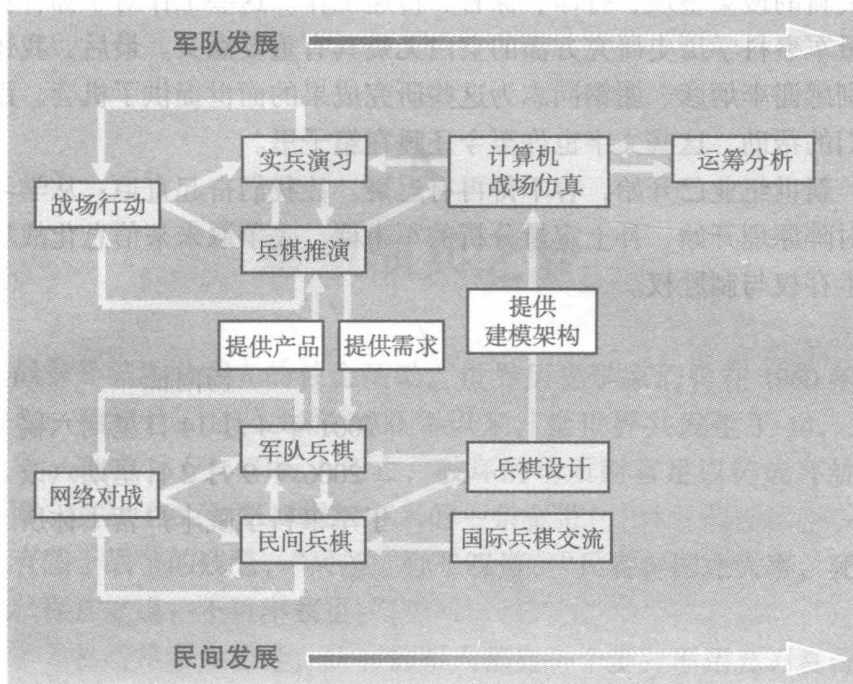 军队发展
实兵演习
计算机
战场仿真
运筹分析
战场行动
兵棋推演
提供
建模架构
提供产品
提供需求
军队兵棋
兵棋设计
网络对战
民间兵棋
国际兵棋交流
民间发展